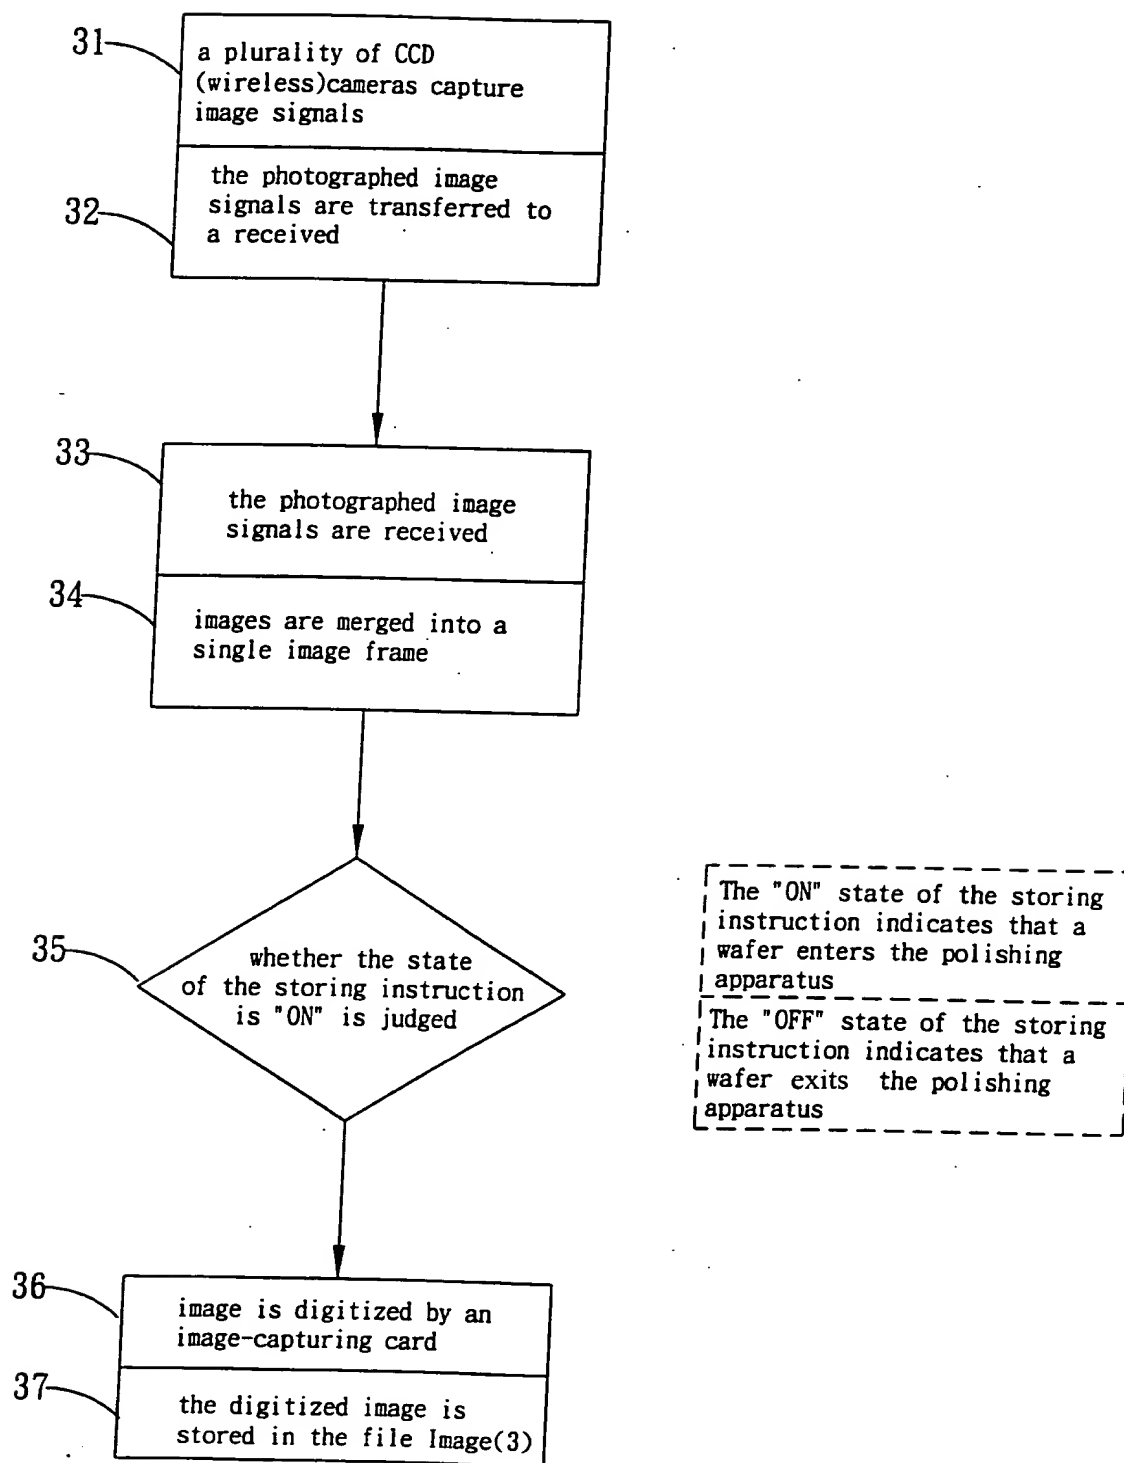 31
a plurality of CCD
(wireless)cameras capture
image signals
32
the photographed image
signals are transferred to
a received
33
the photographed image
signals are received
34
images are merged into a
single image frame
35
whether the state
of the storing instruction
is "ON" is judged
The "ON" state of the storing
instruction indicates that a
wafer enters the polishing
apparatus
The "OFF" state of the storing
instruction indicates that a
wafer exits the polishing
apparatus
36
image is digitized by an
image-capturing card
37
the digitized image is
stored in the file Image(3)